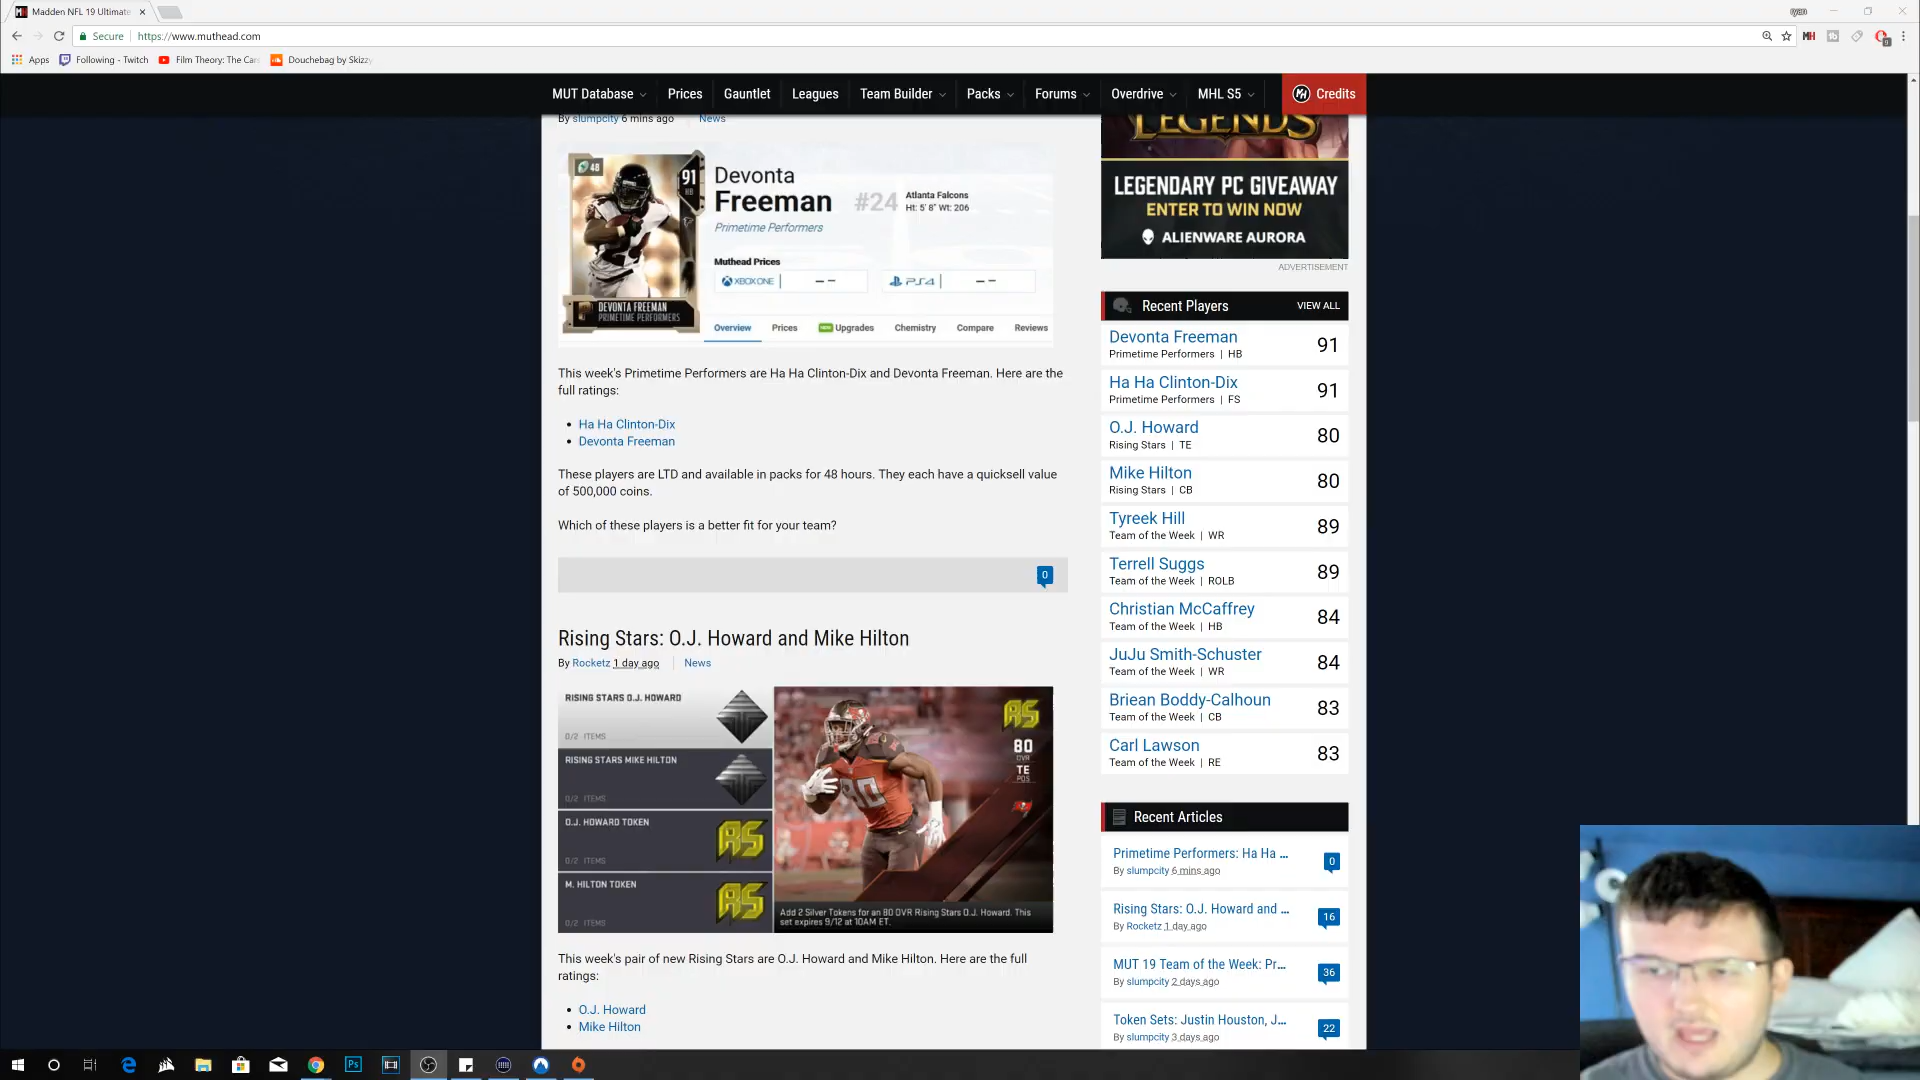 Madden NFL 19 Ultimate
ryan
Secure
https://www.muthead.com
Apps
Following - Twitch
Film Theory: The Car
Douchebag by Skizzy
MUT Database
Prices
Gauntlet
Leagues
Team Builder
Packs
Forums
Overdrive
MHL S5
Credits
By slumpcity 6 mins ago
News
48
91
HB
DEVONTA FREEMAN
PRIMETIME PERFORMERS
Devonta
Freeman
#24
Atlanta Falcons
Ht: 5' 8" Wt: 206
Primetime Performers
Muthead Prices
XBOX ONE
– –
PS4
– –
Overview
Prices
NEW Upgrades
Chemistry
Compare
Reviews
This week's Primetime Performers are Ha Ha Clinton-Dix and Devonta Freeman. Here are the
full ratings:
• Ha Ha Clinton-Dix
• Devonta Freeman
These players are LTD and available in packs for 48 hours. They each have a quicksell value
of 500,000 coins.
Which of these players is a better fit for your team?
0
Rising Stars: O.J. Howard and Mike Hilton
By Rocketz 1 day ago
News
RISING STARS O.J. HOWARD
0/2 ITEMS
RISING STARS MIKE HILTON
0/2 ITEMS
O.J. HOWARD TOKEN
0/2 ITEMS
M. HILTON TOKEN
0/2 ITEMS
RS
80
OVR
TE
POS
Add 2 Silver Tokens for an 80 OVR Rising Stars O.J. Howard. This
set expires 9/12 at 10AM ET.
This week's pair of new Rising Stars are O.J. Howard and Mike Hilton. Here are the full
ratings:
• O.J. Howard
• Mike Hilton
LEGENDS
LEGENDARY PC GIVEAWAY
ENTER TO WIN NOW
ALIENWARE AURORA
ADVERTISEMENT
Recent Players
VIEW ALL
Devonta Freeman
Primetime Performers | HB
91
Ha Ha Clinton-Dix
Primetime Performers | FS
91
O.J. Howard
Rising Stars | TE
80
Mike Hilton
Rising Stars | CB
80
Tyreek Hill
Team of the Week | WR
89
Terrell Suggs
Team of the Week | ROLB
89
Christian McCaffrey
Team of the Week | HB
84
JuJu Smith-Schuster
Team of the Week | WR
84
Briean Boddy-Calhoun
Team of the Week | CB
83
Carl Lawson
Team of the Week | RE
83
Recent Articles
Primetime Performers: Ha Ha ...
By slumpcity 6 mins ago
0
Rising Stars: O.J. Howard and ...
By Rocketz 1 day ago
16
MUT 19 Team of the Week: Pr...
By slumpcity 2 days ago
36
Token Sets: Justin Houston, J...
By slumpcity 3 days ago
22